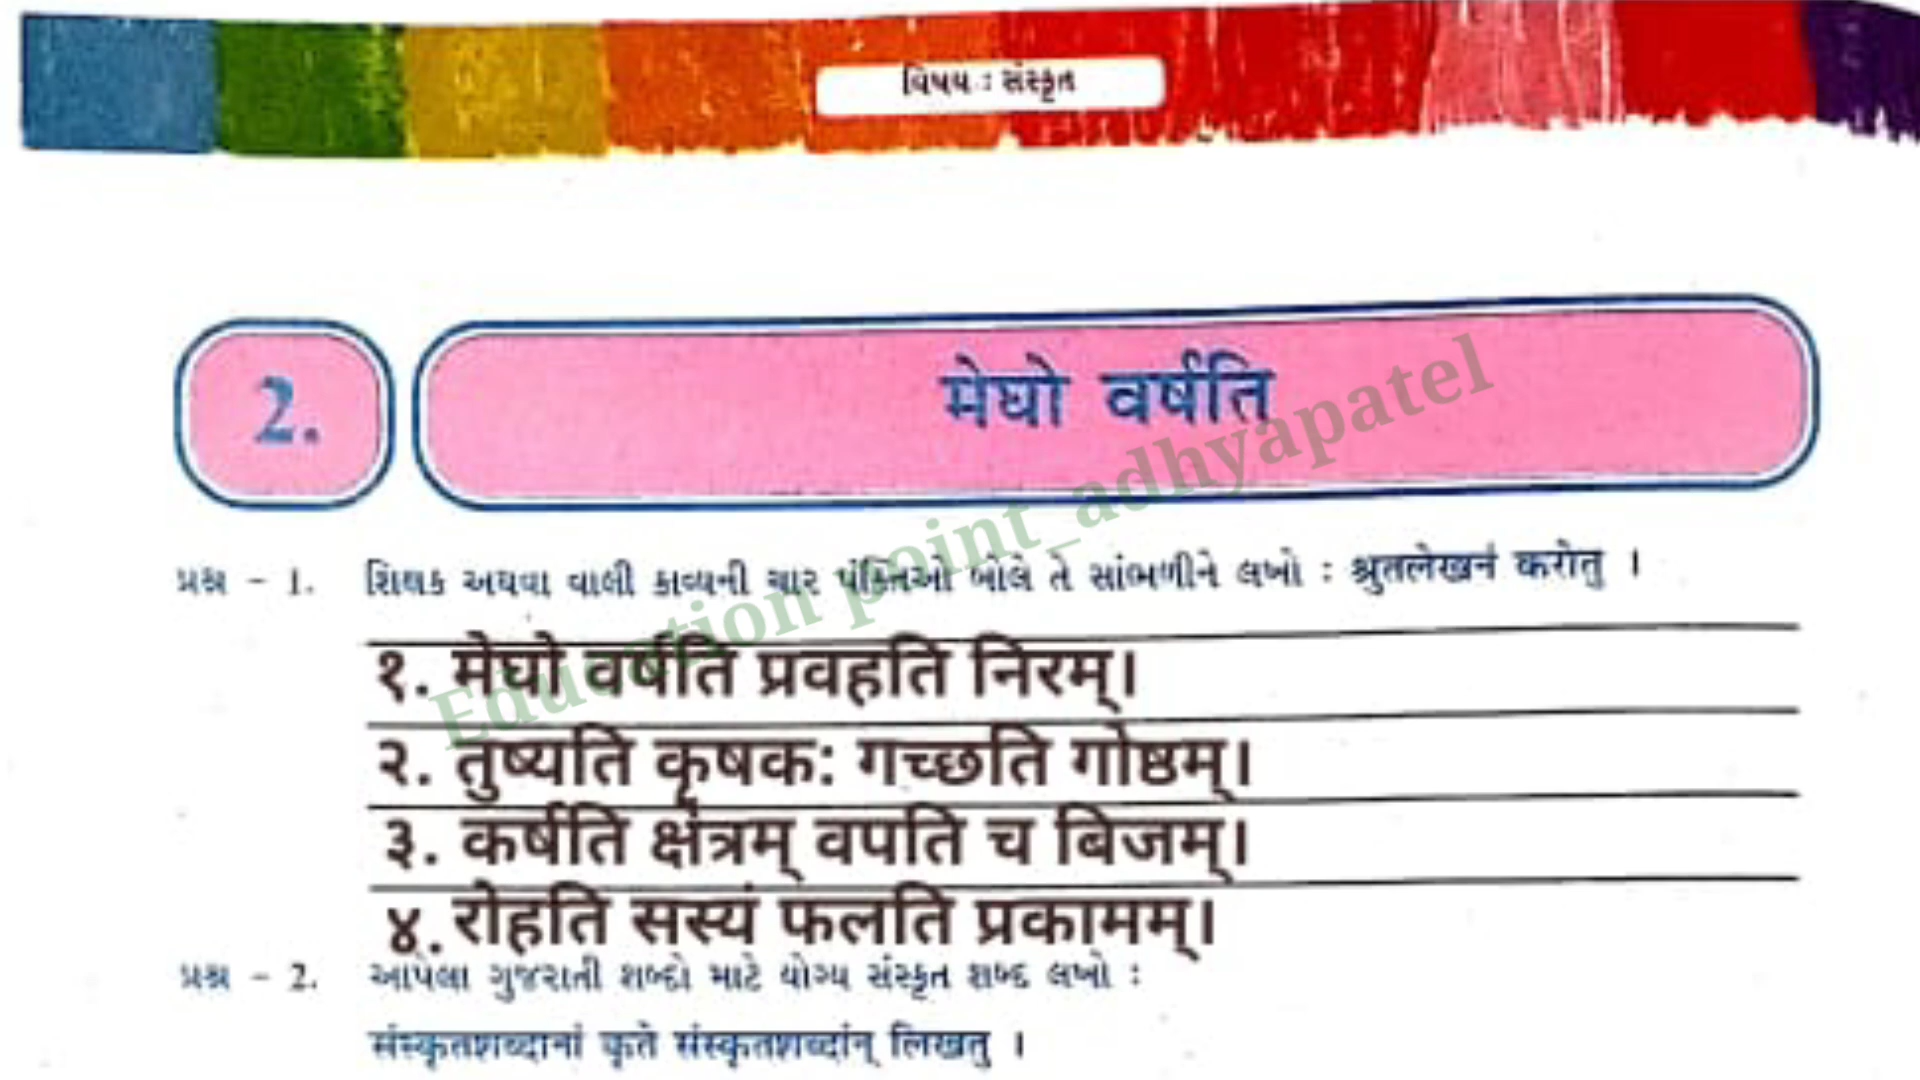 વિષય : સંસ્કૃત
2.
मेघो वर्षति
પ્રશ્ન - 1. શિક્ષક અથવા વાલી કાવ્યની ચાર પંક્તિઓ બોલે તે સાંભળીને લખો : श्रुतलेखनं करोतु ।
१. मेघो वर्षति प्रवहति निरम्।
२. तुष्यति कृषक: गच्छति गोष्ठम्।
३. कर्षति क्षेत्रम् वपति च बिजम्।
४. रोहति सस्यं फलति प्रकामम्।
પ્રશ્ન - 2. આપેલા ગુજરાતી શબ્દો માટે યોગ્ય સંસ્કૃત શબ્દ લખો :
संस्कृतशब्दानां कृते संस्कृतशब्दांन् लिखतु ।
Education point_adhyapatel